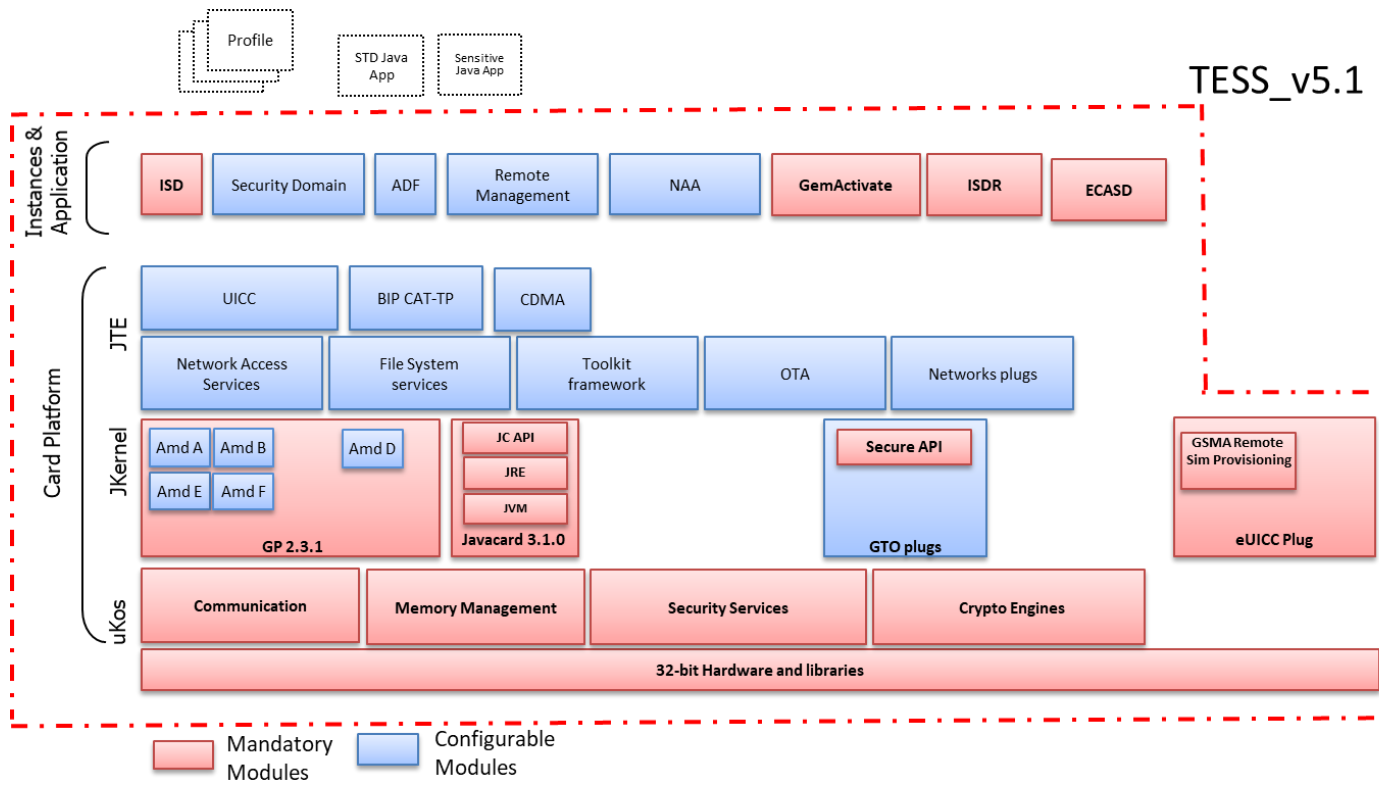 Profile
STD Java
App
Sensitive
Java App
TESS_v5.1
Instances &
Application
ISD
Security Domain
ADF
Remote
Management
NAA
GemActivate
ISDR
ECASD
Card Platform
JTE
UICC
BIP CAT-TP
CDMA
Network Access
Services
File System
services
Toolkit
framework
OTA
Networks plugs
JKernel
Amd A
Amd B
Amd D
Amd E
Amd F
GP 2.3.1
JC API
JRE
JVM
Javacard 3.1.0
Secure API
GTO plugs
GSMA Remote
Sim Provisioning
eUICC Plug
uKos
Communication
Memory Management
Security Services
Crypto Engines
32-bit Hardware and libraries
Mandatory
Modules
Configurable
Modules